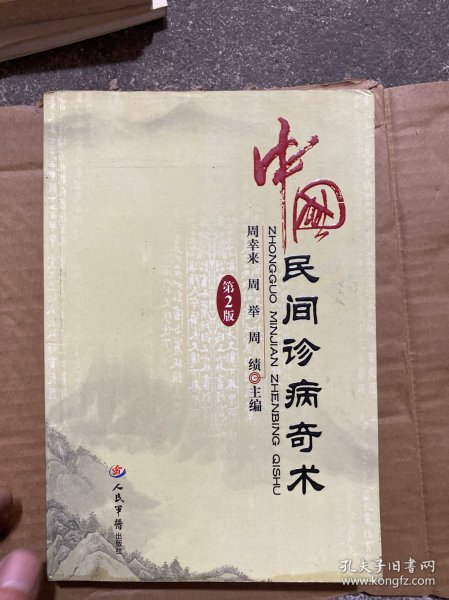 中國
民间诊病奇术
ZHONGGUO MINJIAN ZHENBING QISHU
周幸来 周举 周绩◎主编
第2版
人民军医出版社
孔夫子旧书网
www.kongfz.com